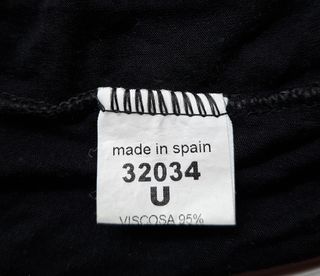 made in spain
32034
U
VISCOSA 95%